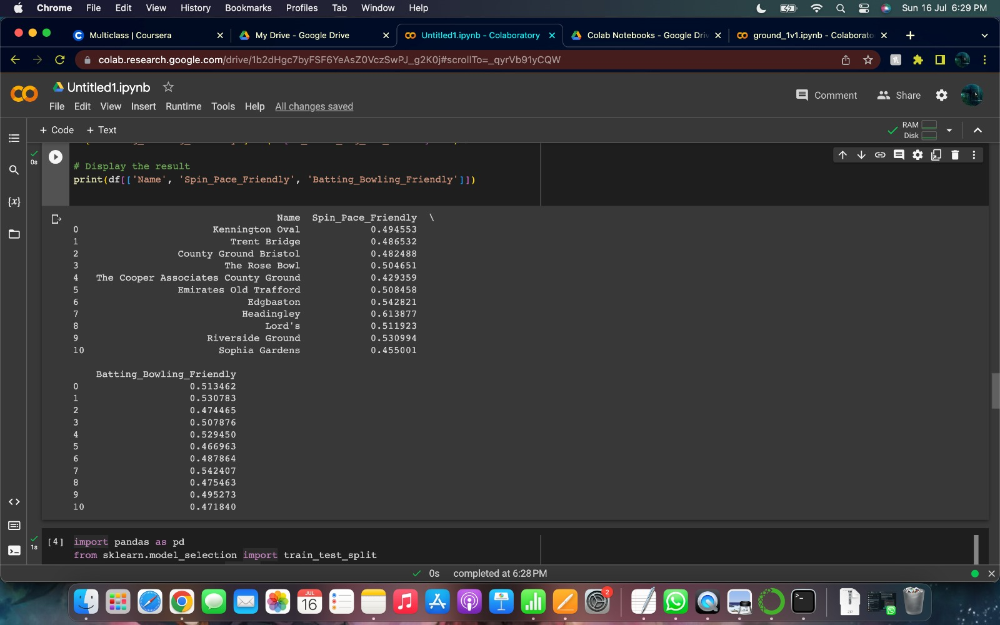 Chrome File Edit View History Bookmarks Profiles Tab Window Help Sun 16 Jul 6:29 PM
Multiclass | Coursera My Drive - Google Drive Untitled1.ipynb - Colaboratory Colab Notebooks - Google Driv ground_1v1.ipynb - Colaborato
colab.research.google.com/drive/1b2dHgc7byFSF6YeAsZ0VczSwPJ_g2K0j#scrollTo=_qyrVb91yCQW
Untitled1.ipynb
File Edit View Insert Runtime Tools Help All changes saved
Comment Share
+ Code + Text
RAM
Disk
0s
# Display the result
print(df[['Name', 'Spin_Pace_Friendly', 'Batting_Bowling_Friendly']])
Name Spin_Pace_Friendly \
0 Kennington Oval 0.494553
1 Trent Bridge 0.486532
2 County Ground Bristol 0.482488
3 The Rose Bowl 0.504651
4 The Cooper Associates County Ground 0.429359
5 Emirates Old Trafford 0.508458
6 Edgbaston 0.542821
7 Headingley 0.613877
8 Lord's 0.511923
9 Riverside Ground 0.530994
10 Sophia Gardens 0.455001
Batting_Bowling_Friendly
0 0.513462
1 0.530783
2 0.474465
3 0.507876
4 0.529450
5 0.466963
6 0.487864
7 0.542407
8 0.475463
9 0.495273
10 0.471840
1s
[4] import pandas as pd
from sklearn.model_selection import train_test_split
0s completed at 6:28 PM
JUL
16
2
ZIP